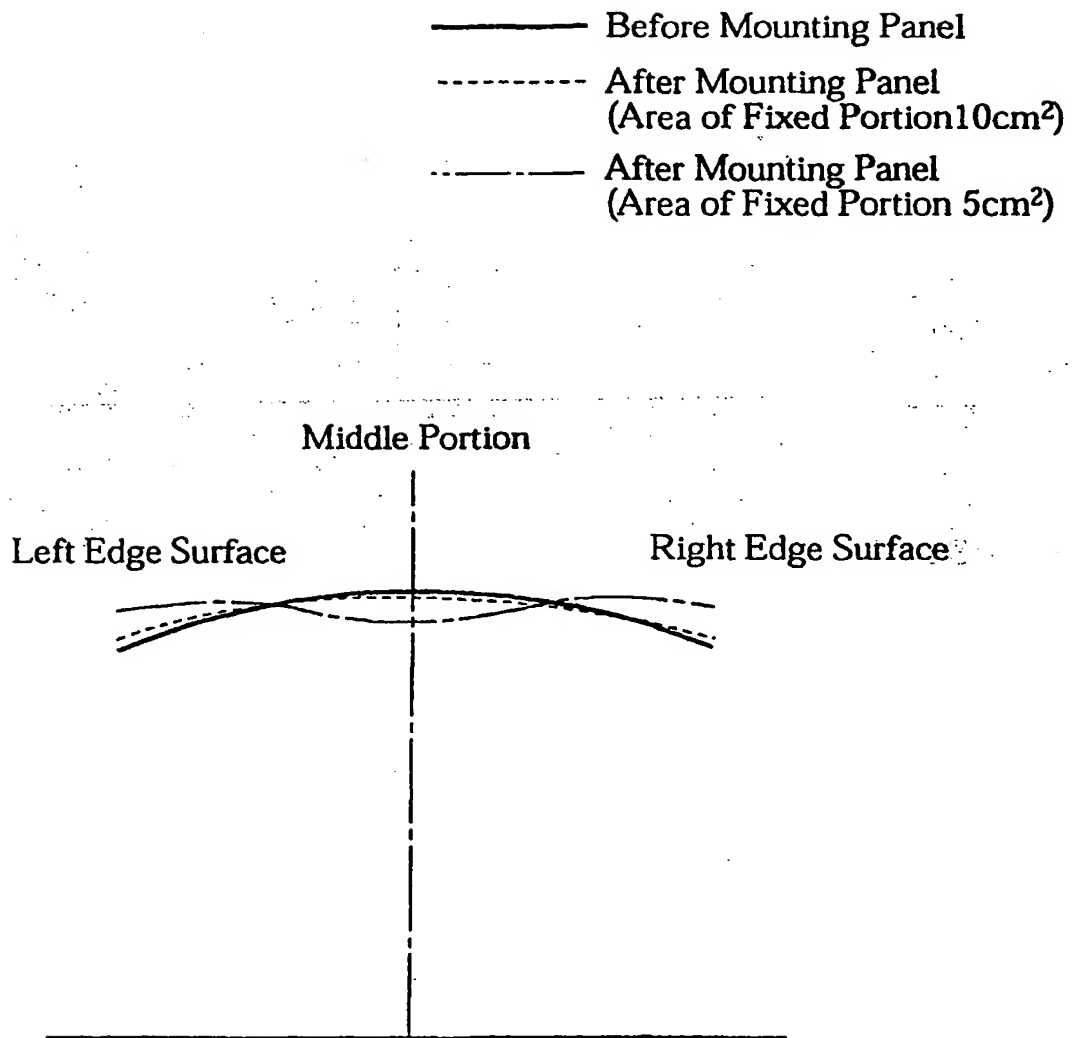 Before Mounting Panel
After Mounting Panel
(Area of Fixed Portion10cm²)
After Mounting Panel
(Area of Fixed Portion 5cm²)
Middle Portion
Left Edge Surface
Right Edge Surface